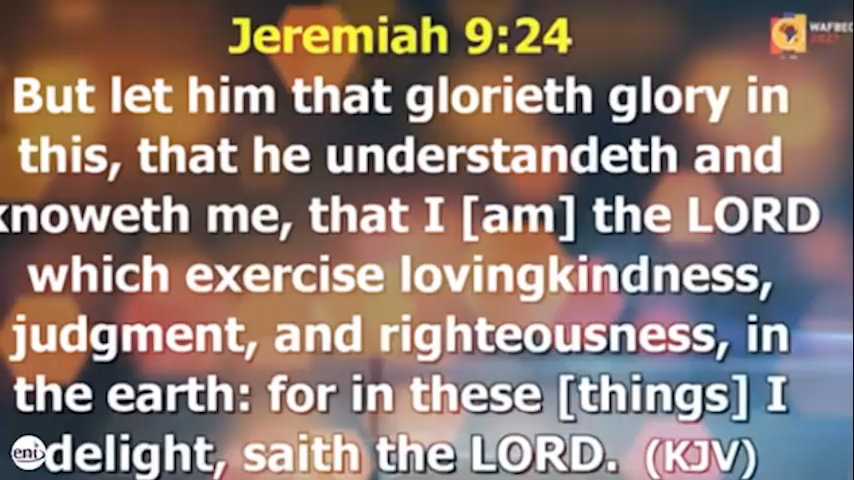 Jeremiah 9:24
WAFBEC
But let him that glorieth glory in
this, that he understandeth and
knoweth me, that I [am] the LORD
which exercise lovingkindness,
judgment, and righteousness, in
the earth: for in these [things] I
delight, saith the LORD. (KJV)
eni